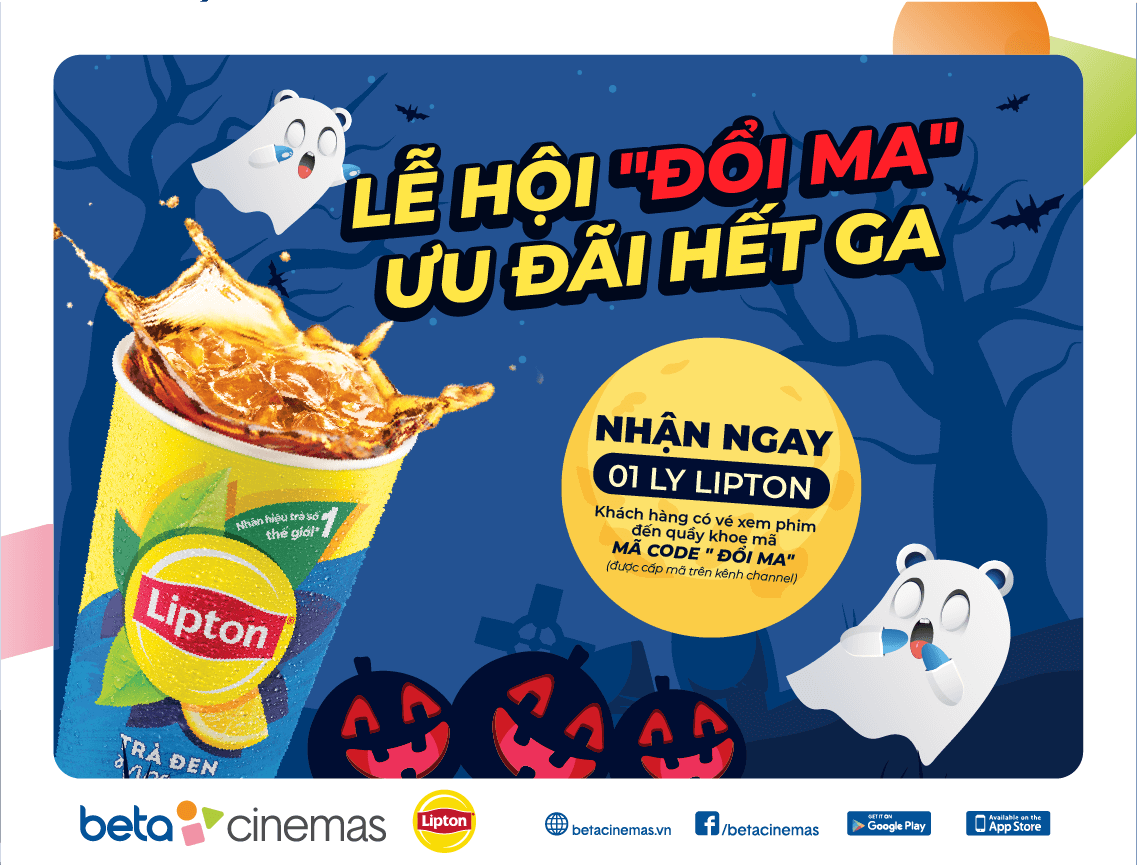 LỄ HỘI "ĐỔI MA"
ƯU ĐÃI HẾT GA
NHẬN NGAY
01 LY LIPTON
Khách hàng có vé xem phim
đến quầy khoe mã
MÃ CODE " ĐỔI MA"
(được cấp mã trên kênh channel)
Nhãn hiệu trà số 1
thế giới*
Lipton®
TRÀ ĐEN
beta cinemas
Lipton
betacinemas.vn
/betacinemas
GET IT ON
Google Play
Available on the
App Store